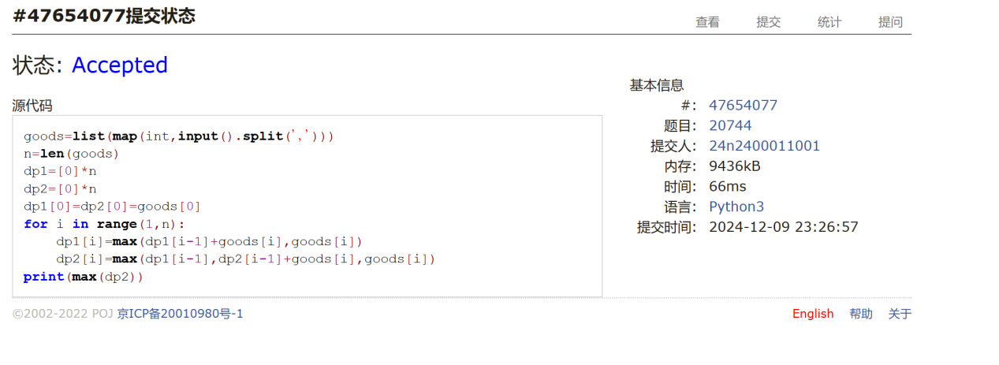 #47654077提交状态
查看 提交 统计 提问
状态: Accepted
源代码
goods=list(map(int,input().split(',')))
n=len(goods)
dp1=[0]*n
dp2=[0]*n
dp1[0]=dp2[0]=goods[0]
for i in range(1,n):
    dp1[i]=max(dp1[i-1]+goods[i],goods[i])
    dp2[i]=max(dp1[i-1],dp2[i-1]+goods[i],goods[i])
print(max(dp2))
基本信息
#: 47654077
题目: 20744
提交人: 24n2400011001
内存: 9436kB
时间: 66ms
语言: Python3
提交时间: 2024-12-09 23:26:57
©2002-2022 POJ 京ICP备20010980号-1
English 帮助 关于